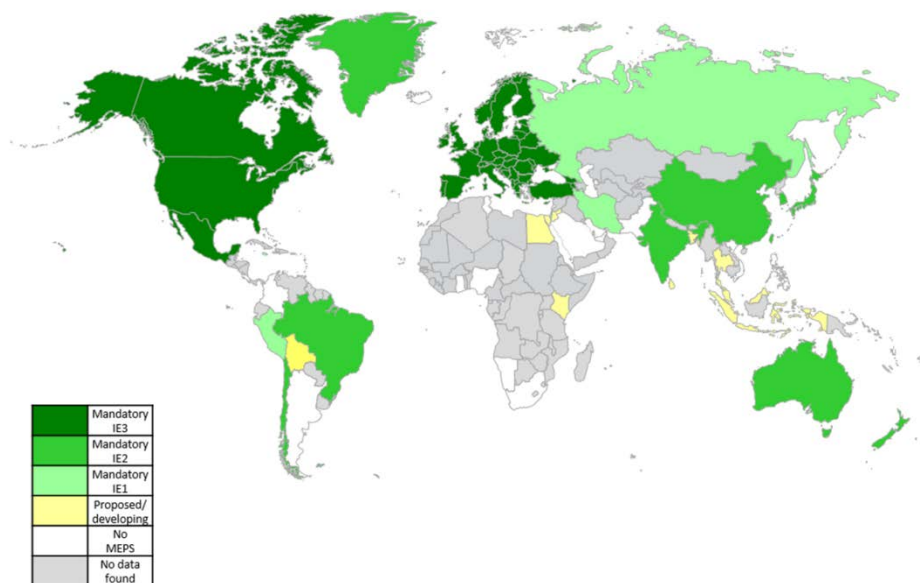 Mandatory
IE3
Mandatory
IE2
Mandatory
IE1
Proposed/
developing
No
MEPS
No data
found